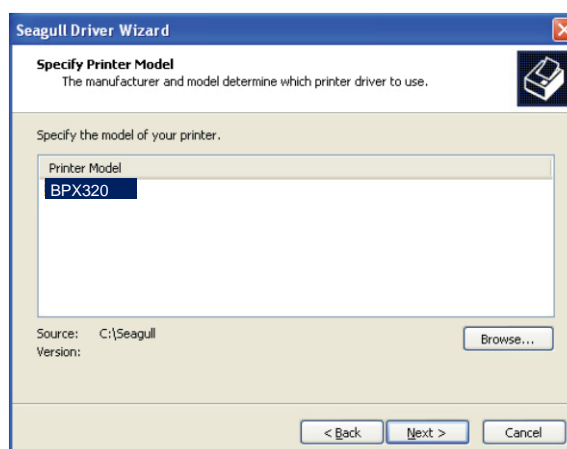 Seagull Driver Wizard
Specify Printer Model
The manufacturer and model determine which printer driver to use.
Specify the model of your printer.
Printer Model
BPX320
Source: C:\Seagull
Browse...
Version:
< Back Next > Cancel